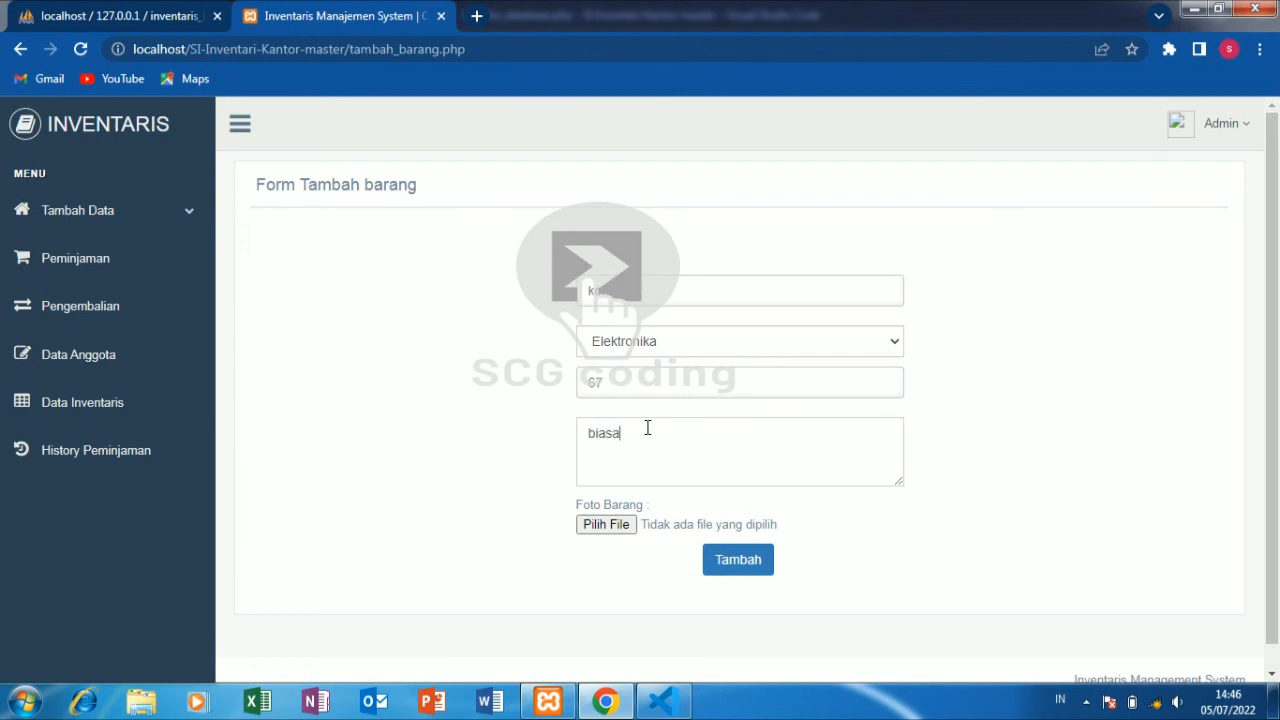 localhost / 127.0.0.1 / inventaris_
Inventaris Manajemen System | C
localhost/SI-Inventari-Kantor-master/tambah_barang.php
S
Gmail
YouTube
Maps
INVENTARIS
Admin
MENU
Form Tambah barang
Tambah Data
Peminjaman
Elektronika
Pengembalian
SCG coding
67
Data Anggota
Data Inventaris
biasa
History Peminjaman
Foto Barang :
Pilih File
Tidak ada file yang dipilih
Tambah
Inventaris Management System
IN
14:46
05/07/2022